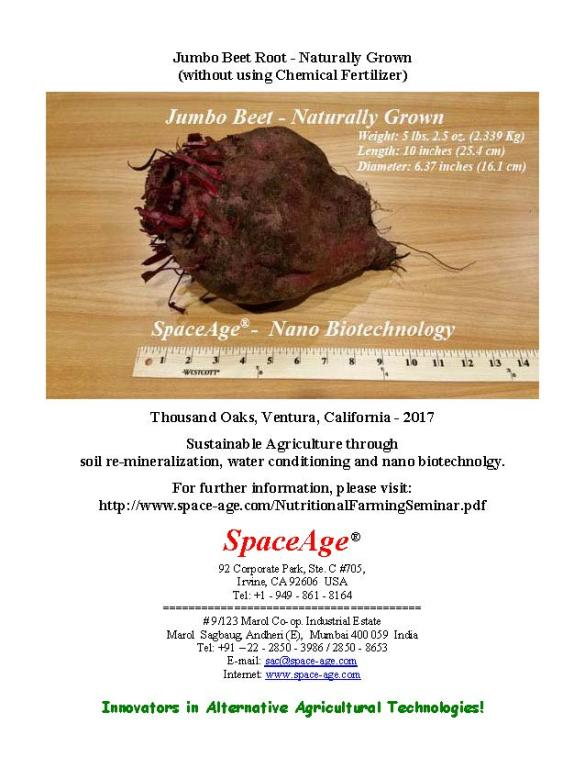 Jumbo Beet Root - Naturally Grown
(without using Chemical Fertilizer)
Jumbo Beet - Naturally Grown
Weight: 5 lbs. 2.5 oz. (2.339 Kg)
Length: 10 inches (25.4 cm)
Diameter: 6.37 inches (16.1 cm)
SpaceAge® - Nano Biotechnology
1 2 3 4 5 6 7 8 9 10 11 12 13 14
WESTCOTT
Thousand Oaks, Ventura, California - 2017
Sustainable Agriculture through
soil re-mineralization, water conditioning and nano biotechnolgy.
For further information, please visit:
http://www.space-age.com/NutritionalFarmingSeminar.pdf
SpaceAge®
92 Corporate Park, Ste. C #705,
Irvine, CA 92606 USA
Tel: +1 - 949 - 861 - 8164
========================================
# 9/123 Marol Co-op. Industrial Estate
Marol Sagbaug, Andheri (E), Mumbai 400 059 India
Tel: +91 – 22 - 2850 - 3986 / 2850 - 8653
E-mail: sac@space-age.com
Internet: www.space-age.com
Innovators in Alternative Agricultural Technologies!